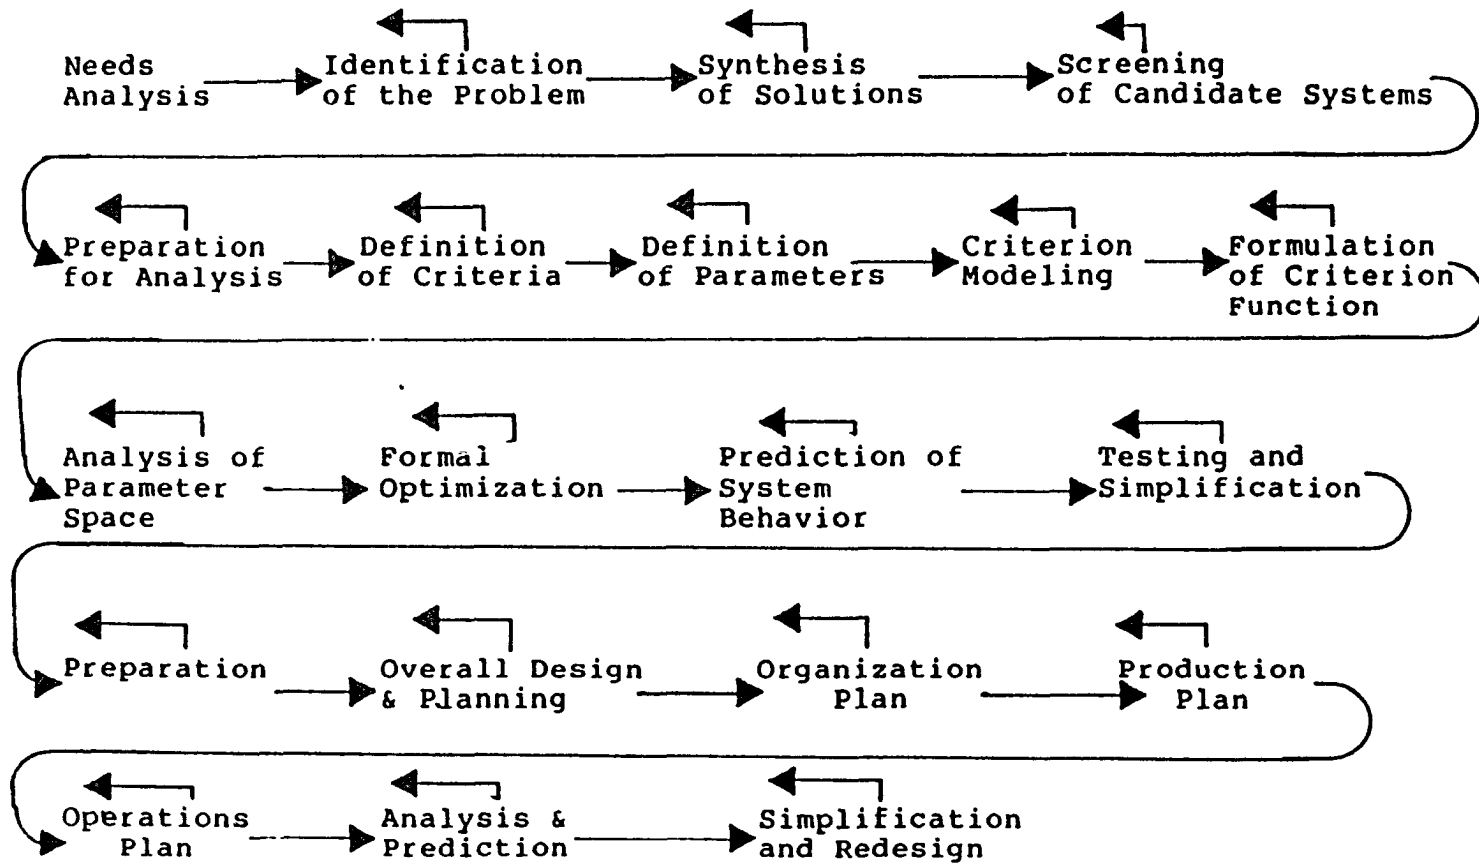 Needs
Analysis
Identification
of the Problem
Synthesis
of Solutions
Screening
of Candidate Systems
Preparation
for Analysis
Definition
of Criteria
Definition
of Parameters
Criterion
Modeling
Formulation
of Criterion
Function
Analysis of
Parameter
Space
Formal
Optimization
Prediction of
System
Behavior
Testing and
Simplification
Preparation
Overall Design
& Planning
Organization
Plan
Production
Plan
Operations
Plan
Analysis &
Prediction
Simplification
and Redesign